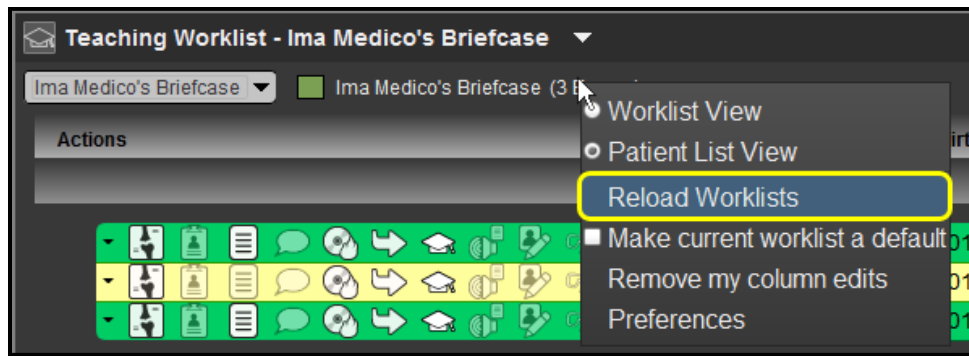 Teaching Worklist - Ima Medico's Briefcase
Ima Medico's Briefcase
Ima Medico's Briefcase (3
Worklist View
Actions
Patient List View
Reload Worklists
Make current worklist a default
Remove my column edits
Preferences